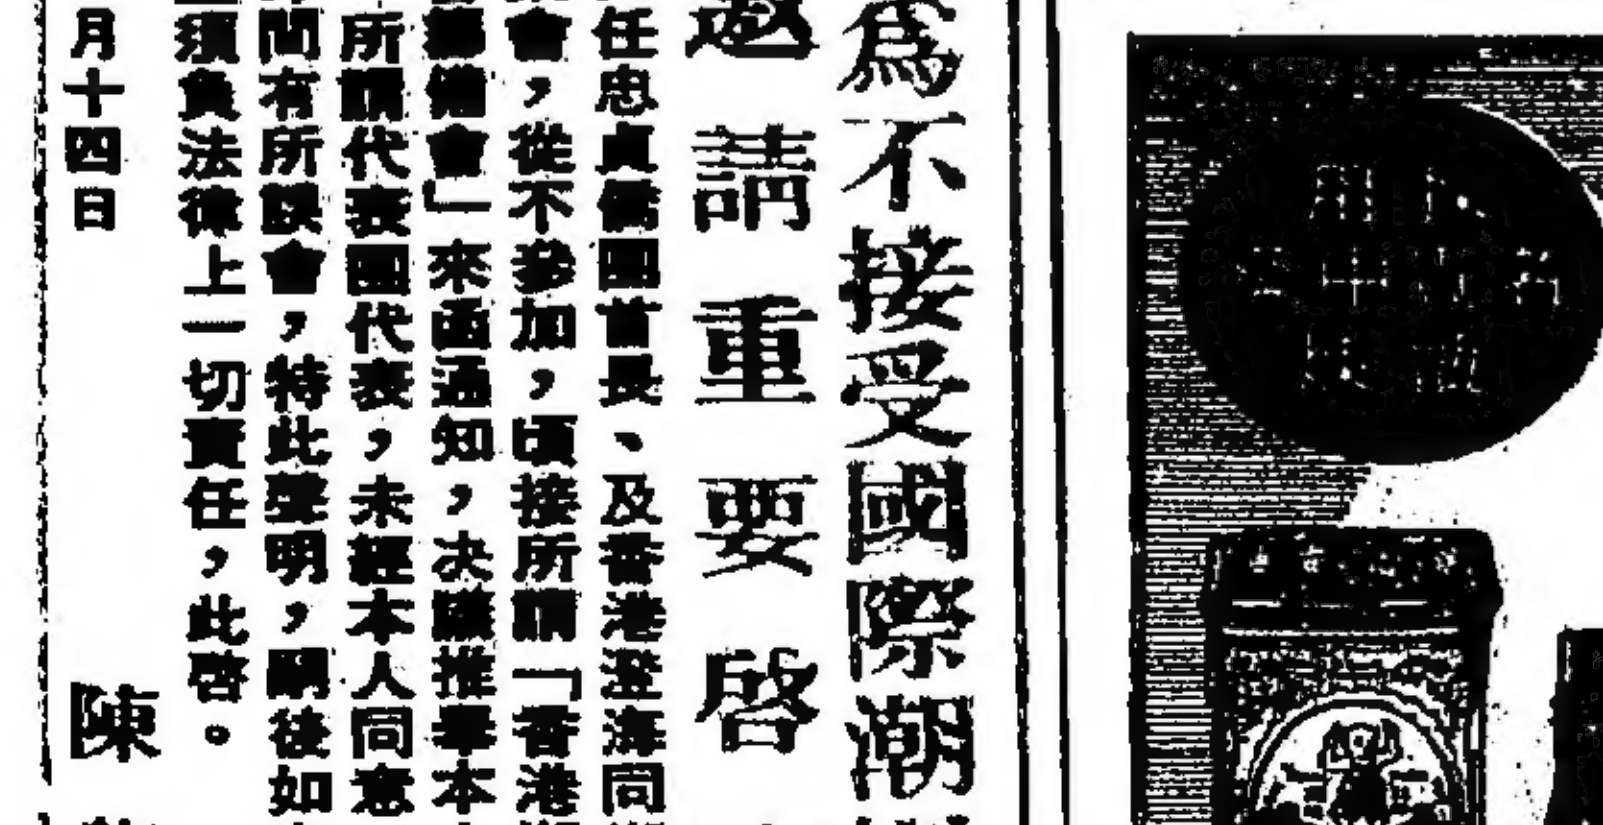 爲不接受國際潮
邀請重要啓
任忠貞僑團首長、及香港澄海同
會，從不參加，頃接所謂「香港
備會」來函通知，決議推舉本
所謂代表團代表，未經本人同意
間有所誤會，特此聲明，嗣後如
須負法律上一切責任，此啓。
月十四日
陳